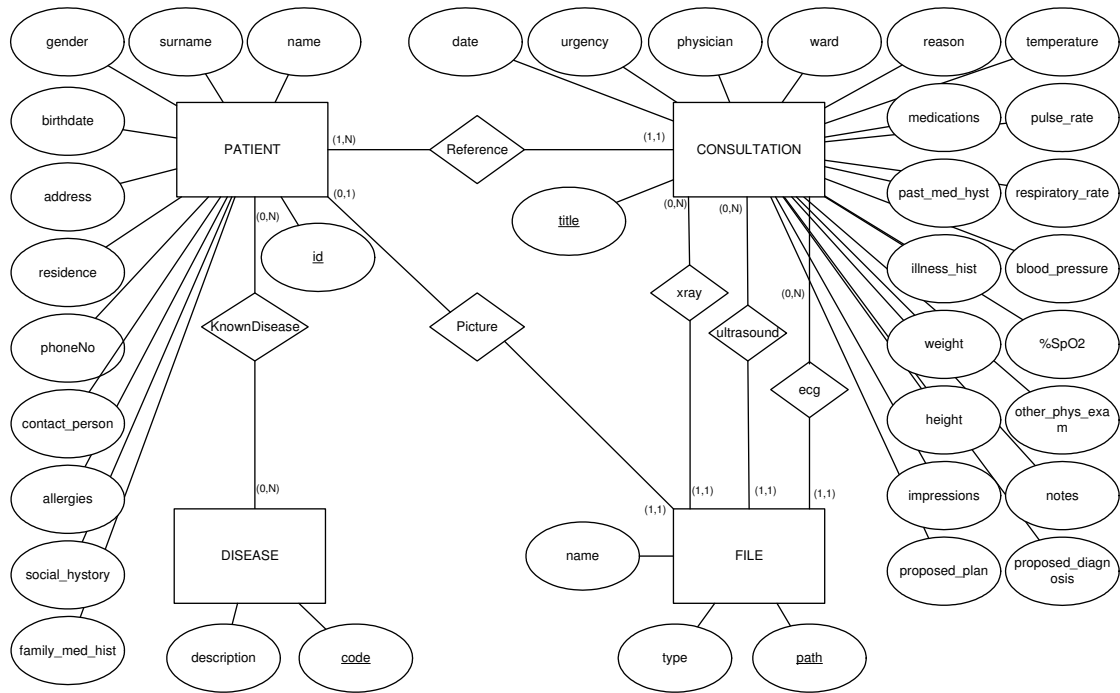 gender
surname
name
date
urgency
physician
ward
reason
temperature
birthdate
PATIENT
(1,N)
Reference
(1,1)
CONSULTATION
medications
pulse_rate
address
(0,1)
(0,N)
id
title
(0,N)
(0,N)
past_med_hyst
respiratory_rate
residence
illness_hist
blood_pressure
xray
(0,N)
phoneNo
KnownDisease
Picture
ultrasound
weight
%SpO2
ecg
contact_person
height
other_phys_exa
m
allergies
(0,N)
(1,1)
(1,1)
(1,1)
(1,1)
impressions
notes
social_hystory
DISEASE
name
FILE
proposed_plan
proposed_diag
nosis
family_med_hist
description
code
type
path